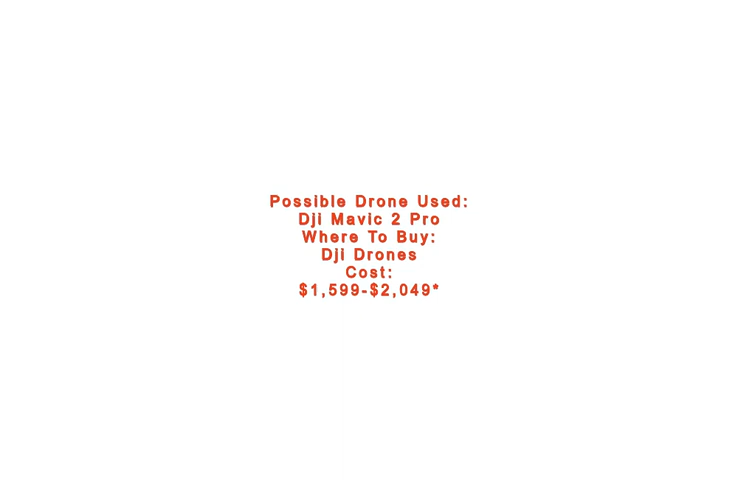 Possible Drone Used:
Dji Mavic 2 Pro
Where To Buy:
Dji Drones
Cost:
$1,599-$2,049*